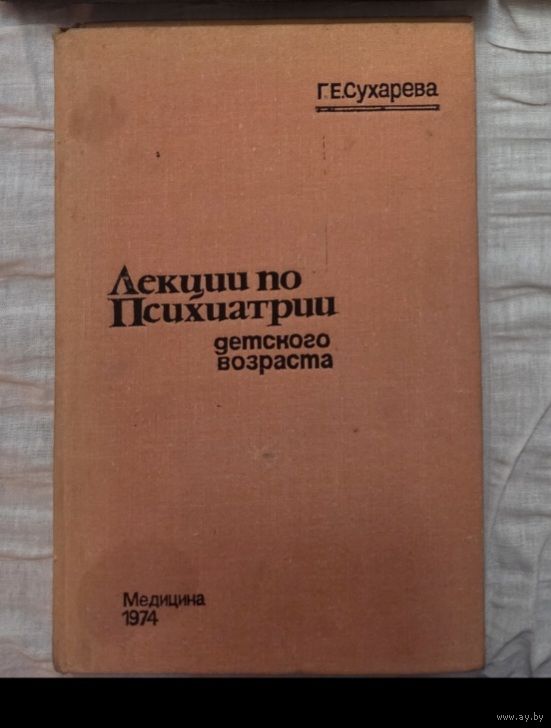 Г.Е.Сухарева
Лекции по
Психиатрии
детского
возраста
Медицина
1974
www.ay.by